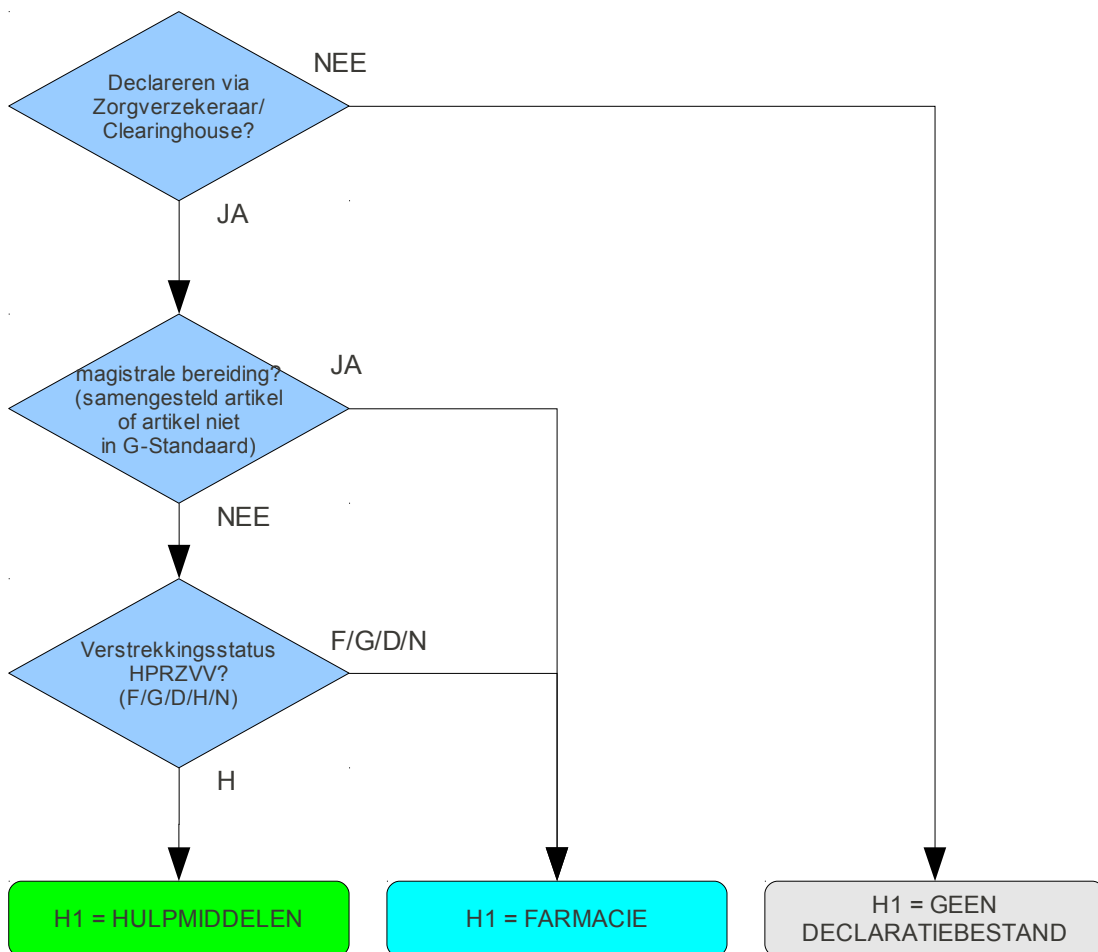 Declareren via
Zorgverzekeraar/
Clearinghouse?
NEE
JA
magistrale bereiding?
(samengesteld artikel
of artikel niet
in G-Standaard)
JA
NEE
Verstrekkingsstatus
HPRZVV?
(F/G/D/H/N)
F/G/D/N
H
H1 = HULPMIDDELEN
H1 = FARMACIE
H1 = GEEN
DECLARATIEBESTAND